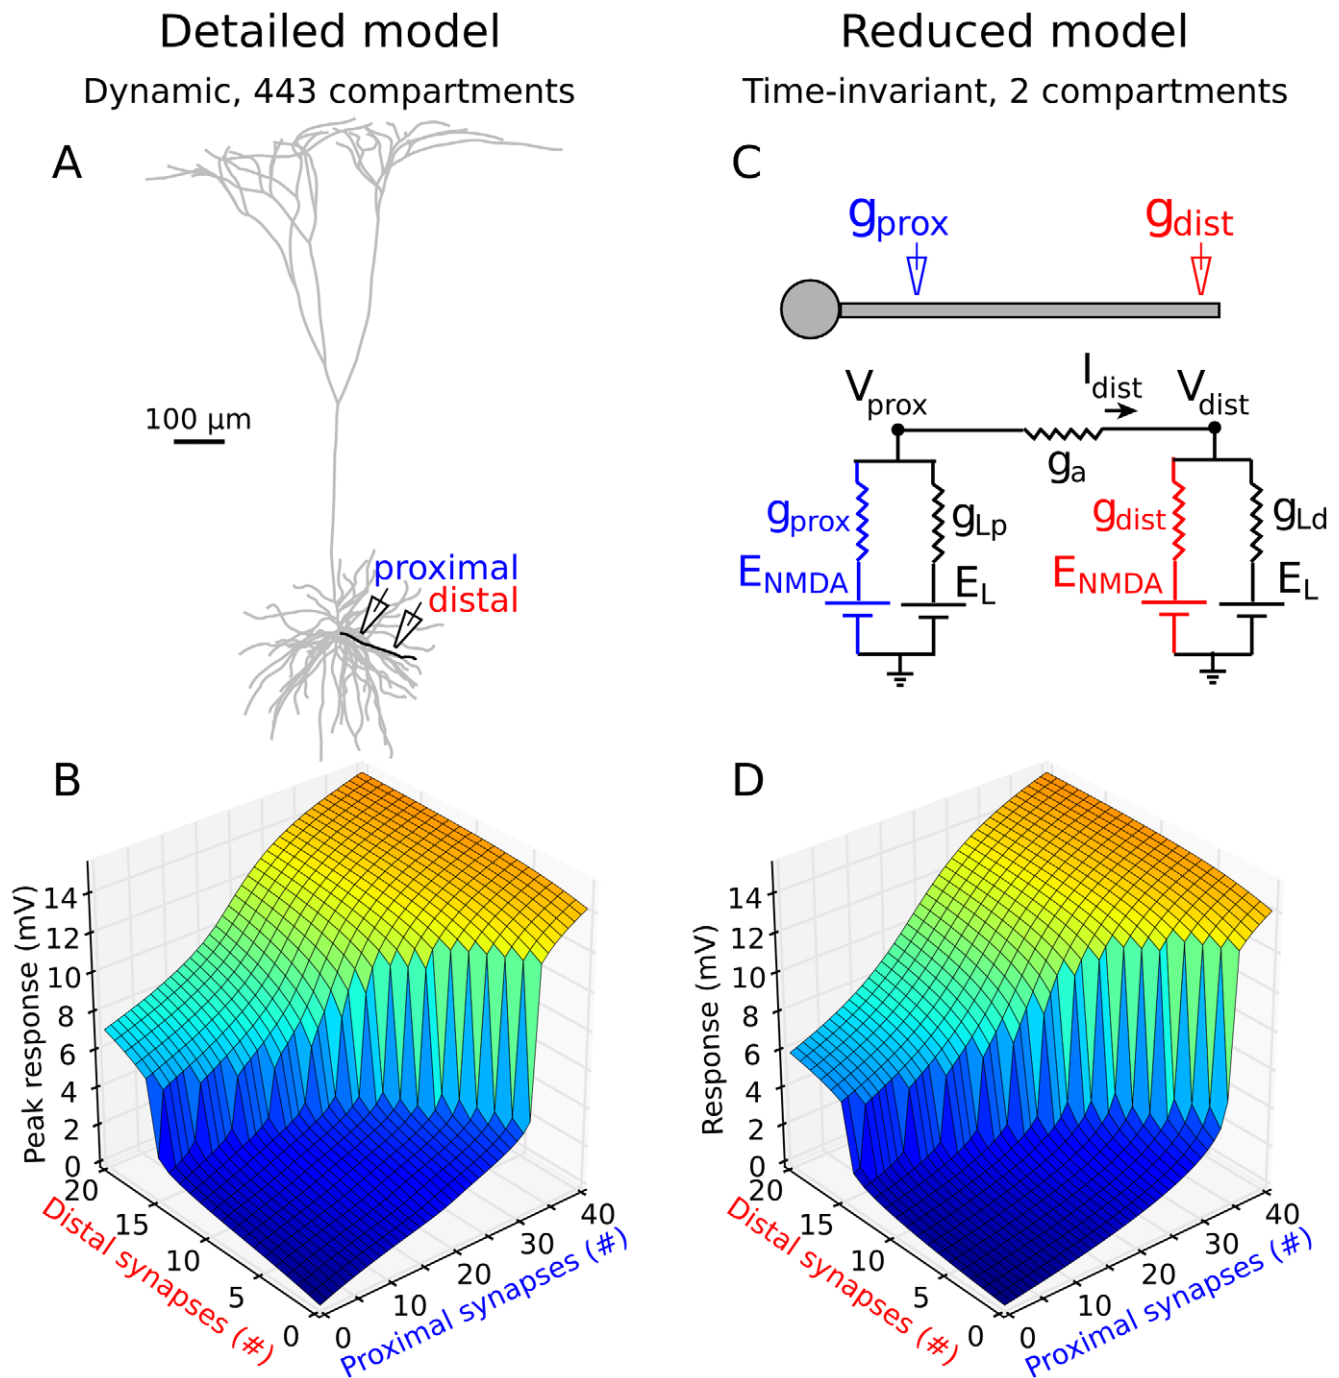 Detailed model
Dynamic, 443 compartments
A
100 μm
proximal
distal
B
Peak response (mV)
14
12
10
8
6
4
2
0
20
15
10
5
0
Distal synapses (#)
0
10
20
30
40
Proximal synapses (#)
Reduced model
Time-invariant, 2 compartments
C
gprox
gdist
Vprox
Idist
Vdist
ga
gprox
gLp
gdist
gLd
ENMDA
EL
ENMDA
EL
D
Response (mV)
14
12
10
8
6
4
2
0
20
15
10
5
0
Distal synapses (#)
0
10
20
30
40
Proximal synapses (#)